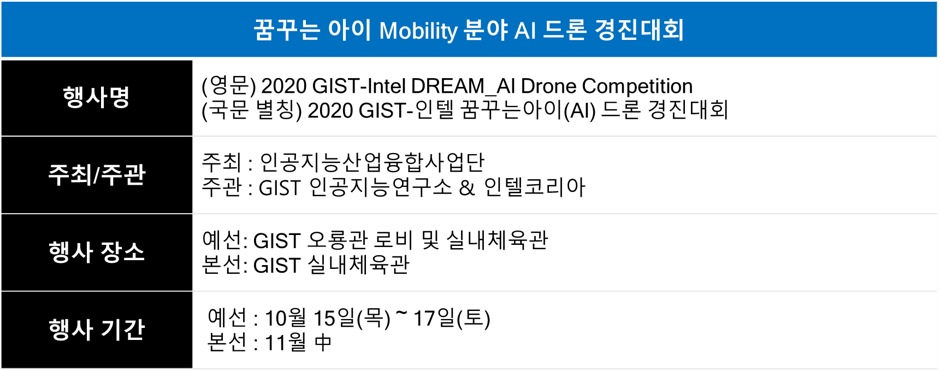 꿈꾸는 아이 Mobility 분야 AI 드론 경진대회
행사명
(영문) 2020 GIST-Intel DREAM_AI Drone Competition
(국문 별칭) 2020 GIST-인텔 꿈꾸는아이(AI) 드론 경진대회
주최/주관
주최 : 인공지능산업융합사업단
주관 : GIST 인공지능연구소 & 인텔코리아
행사 장소
예선: GIST 오룡관 로비 및 실내체육관
본선: GIST 실내체육관
행사 기간
예선 : 10월 15일(목) ~ 17일(토)
본선 : 11월 中